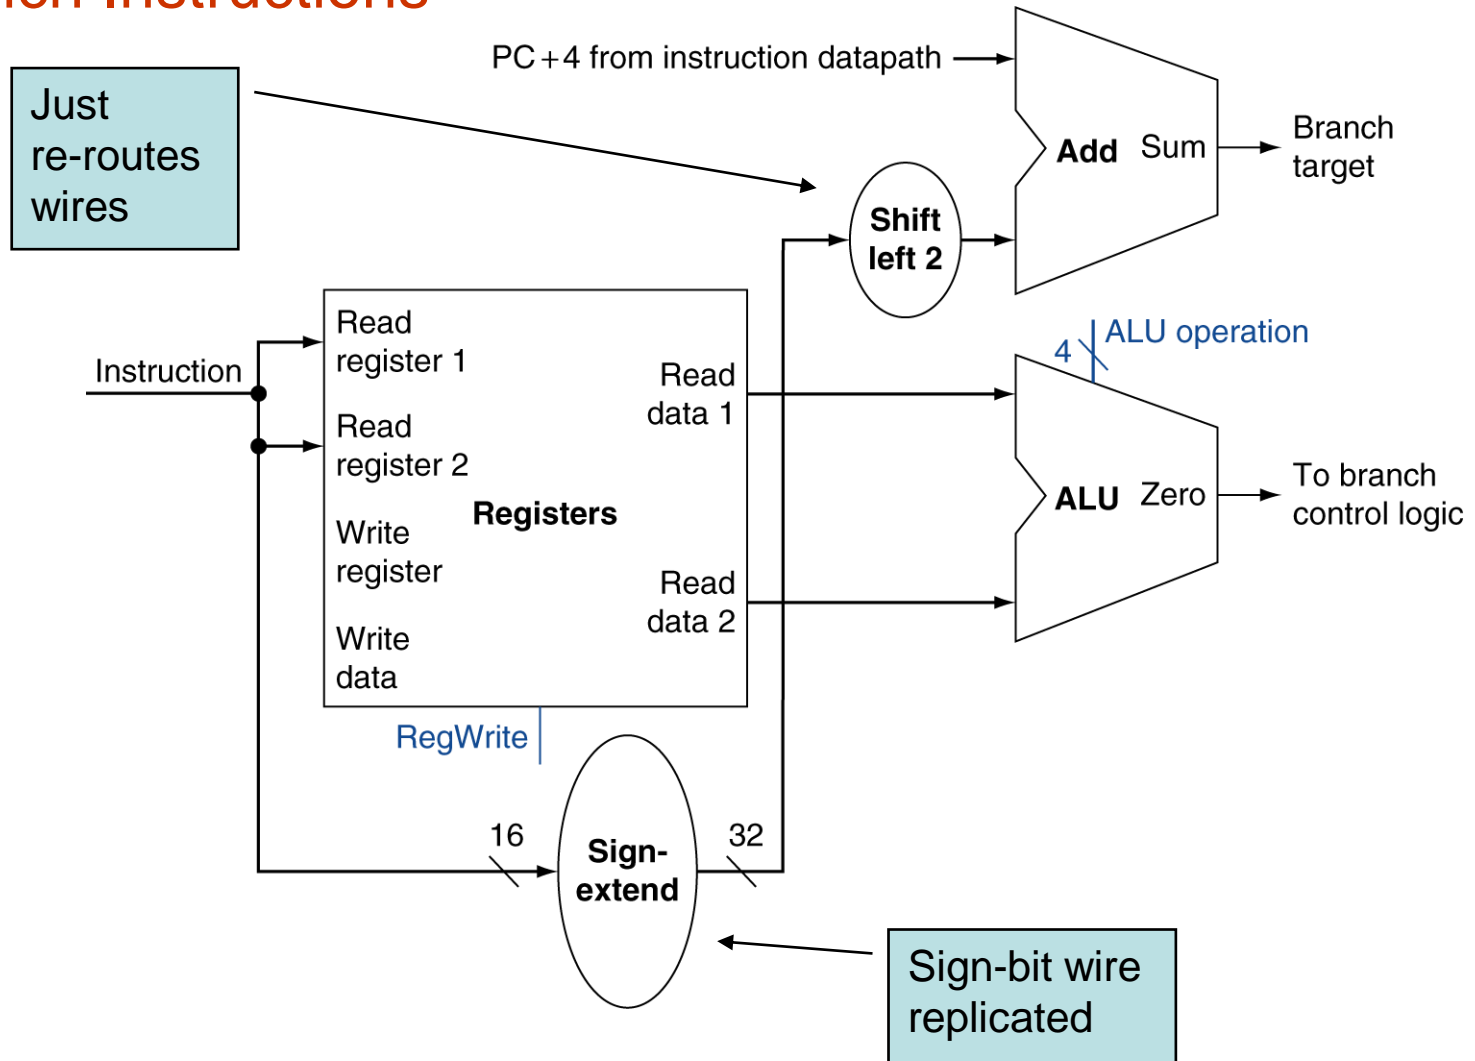 Instructions
PC+4 from instruction datapath
Just
re-routes
wires
Add Sum
Branch
target
Shift
left 2
ALU operation
4
Instruction
Read
register 1
Read
data 1
Read
register 2
Registers
Write
register
Read
data 2
Write
data
ALU Zero
To branch
control logic
RegWrite
16
32
Sign-
extend
Sign-bit wire
replicated